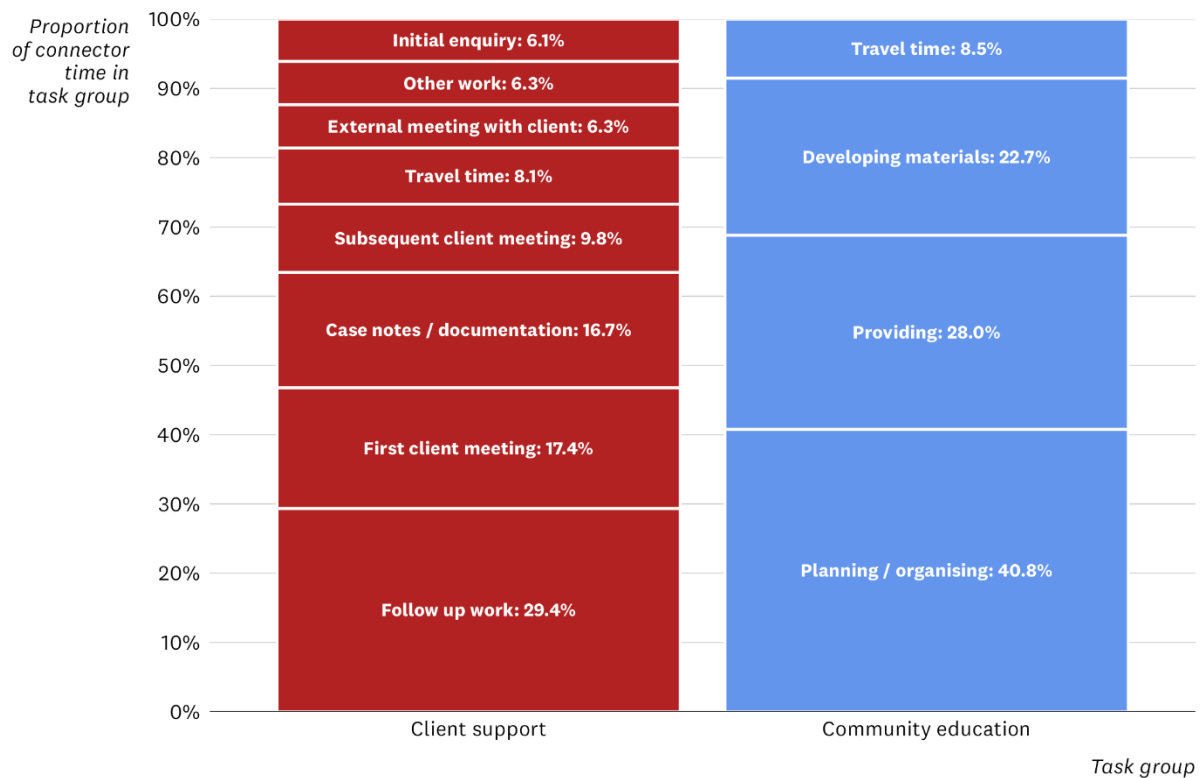 Proportion
of connector
time in
task group
100%
90%
80%
70%
60%
50%
40%
30%
20%
10%
0%
Initial enquiry: 6.1%
Other work: 6.3%
External meeting with client: 6.3%
Travel time: 8.1%
Subsequent client meeting: 9.8%
Case notes / documentation: 16.7%
First client meeting: 17.4%
Follow up work: 29.4%
Travel time: 8.5%
Developing materials: 22.7%
Providing: 28.0%
Planning / organising: 40.8%
Client support
Community education
Task group